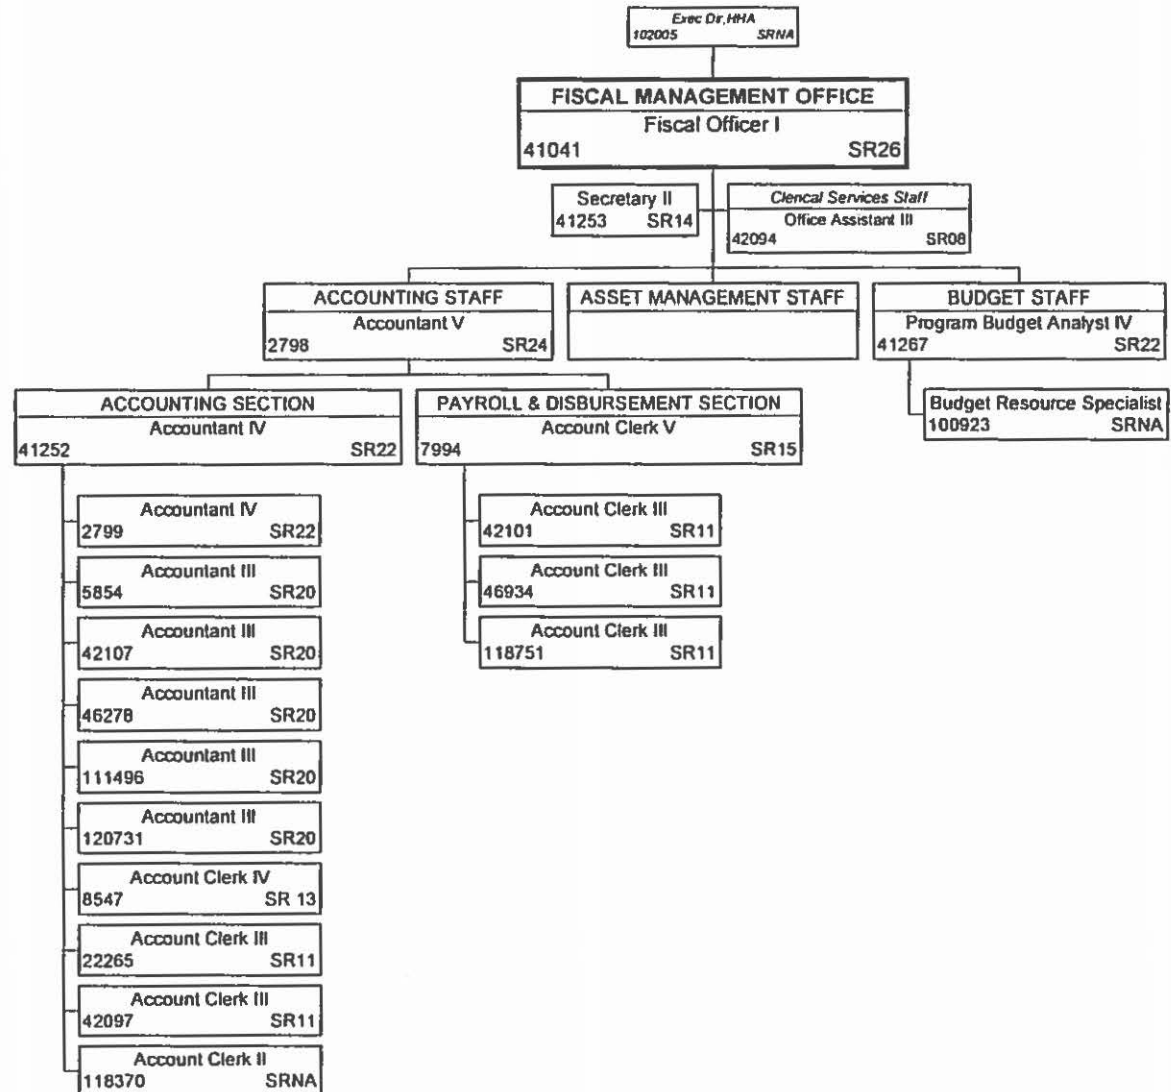 Exec Dir, HHA
102005 SRNA
FISCAL MANAGEMENT OFFICE
Fiscal Officer I
41041 SR26
Secretary II
41253 SR14
Clencal Services Staff
Office Assistant III
42094 SR08
ACCOUNTING STAFF
Accountant V
2798 SR24
ASSET MANAGEMENT STAFF
BUDGET STAFF
Program Budget Analyst IV
41267 SR22
Budget Resource Specialist
100923 SRNA
ACCOUNTING SECTION
Accountant IV
41252 SR22
PAYROLL & DISBURSEMENT SECTION
Account Clerk V
7994 SR15
Accountant IV
2799 SR22
Accountant III
5854 SR20
Accountant III
42107 SR20
Accountant III
46278 SR20
Accountant III
111496 SR20
Accountant III
120731 SR20
Account Clerk IV
8547 SR 13
Account Clerk III
22265 SR11
Account Clerk III
42097 SR11
Account Clerk II
118370 SRNA
Account Clerk III
42101 SR11
Account Clerk III
46934 SR11
Account Clerk III
118751 SR11